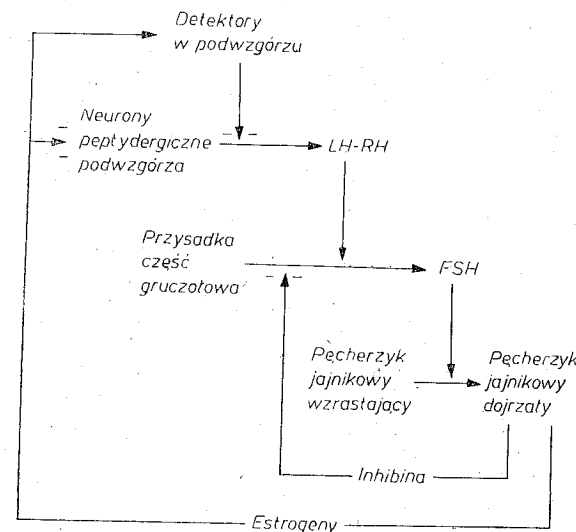 Detektory
w podwzgórzu
Neurony
peptydergiczne
podwzgórza
LH-RH
Przysadka
część
gruczołowa
FSH
Pęcherzyk
jajnikowy
wzrastający
Pęcherzyk
jajnikowy
dojrzały
Inhibina
Estrogeny